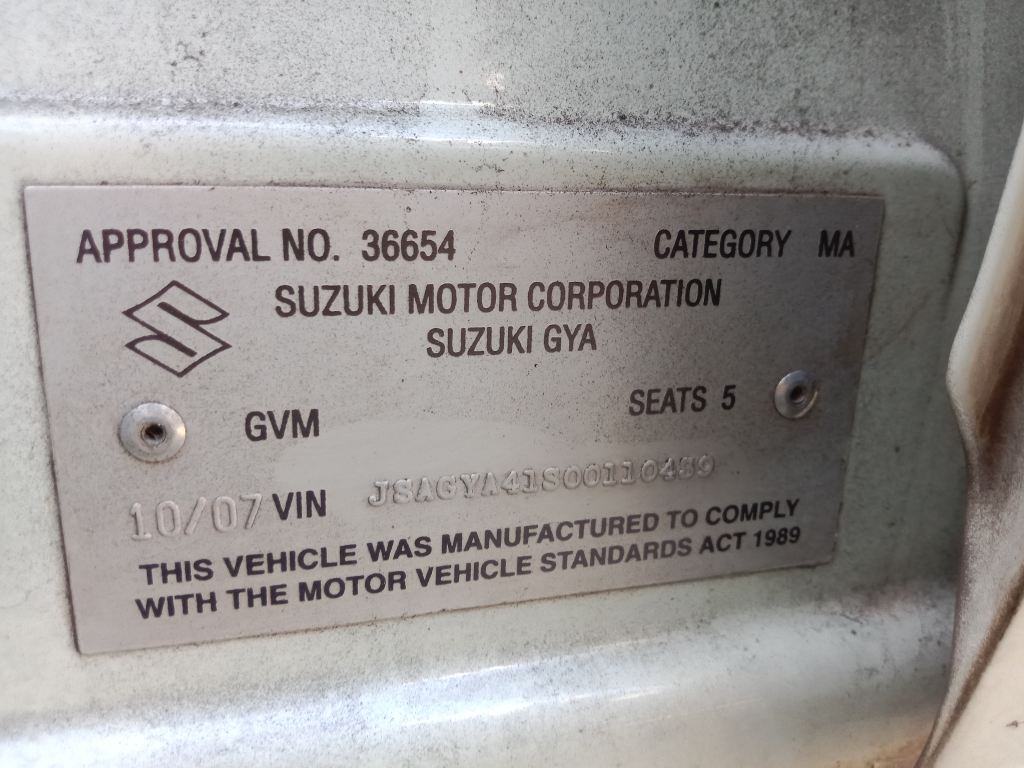 APPROVAL NO. 36654 CATEGORY MA
SUZUKI MOTOR CORPORATION
SUZUKI GYA
GVM SEATS 5
10/07 VIN
THIS VEHICLE WAS MANUFACTURED TO COMPLY
WITH THE MOTOR VEHICLE STANDARDS ACT 1989